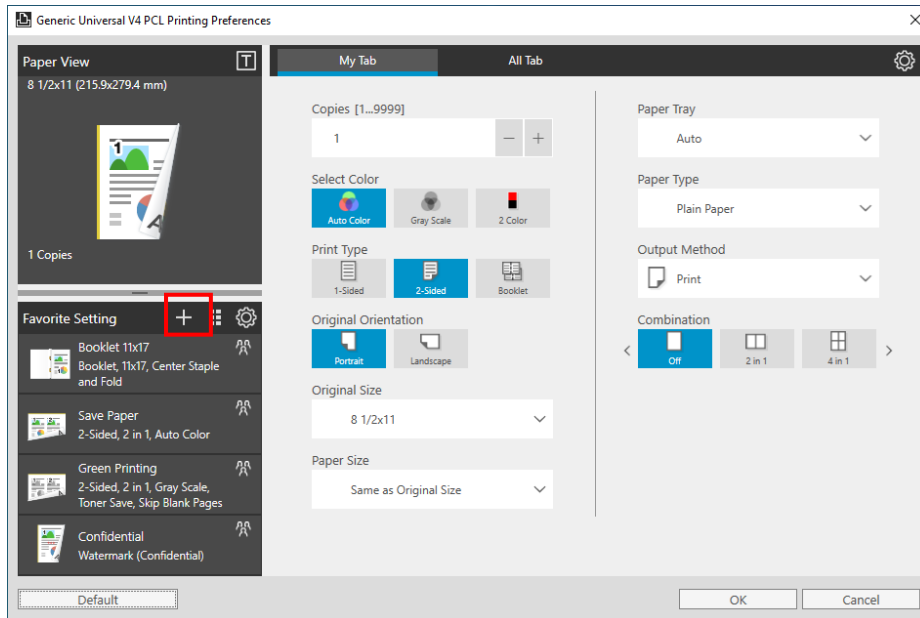 Generic Universal V4 PCL Printing Preferences
Paper View
T
8 1/2x11 (215.9x279.4 mm)
1
A
1 Copies
Favorite Setting
Booklet 11x17
Booklet, 11x17, Center Staple
and Fold
Save Paper
2-Sided, 2 in 1, Auto Color
Green Printing
2-Sided, 2 in 1, Gray Scale,
Toner Save, Skip Blank Pages
Confidential
Watermark (Confidential)
My Tab
All Tab
Copies [1...9999]
1
Select Color
Auto Color
Gray Scale
2 Color
Print Type
1-Sided
2-Sided
Booklet
Original Orientation
Portrait
Landscape
Original Size
8 1/2x11
Paper Size
Same as Original Size
Paper Tray
Auto
Paper Type
Plain Paper
Output Method
Print
Combination
Off
2 in 1
4 in 1
Default
OK
Cancel